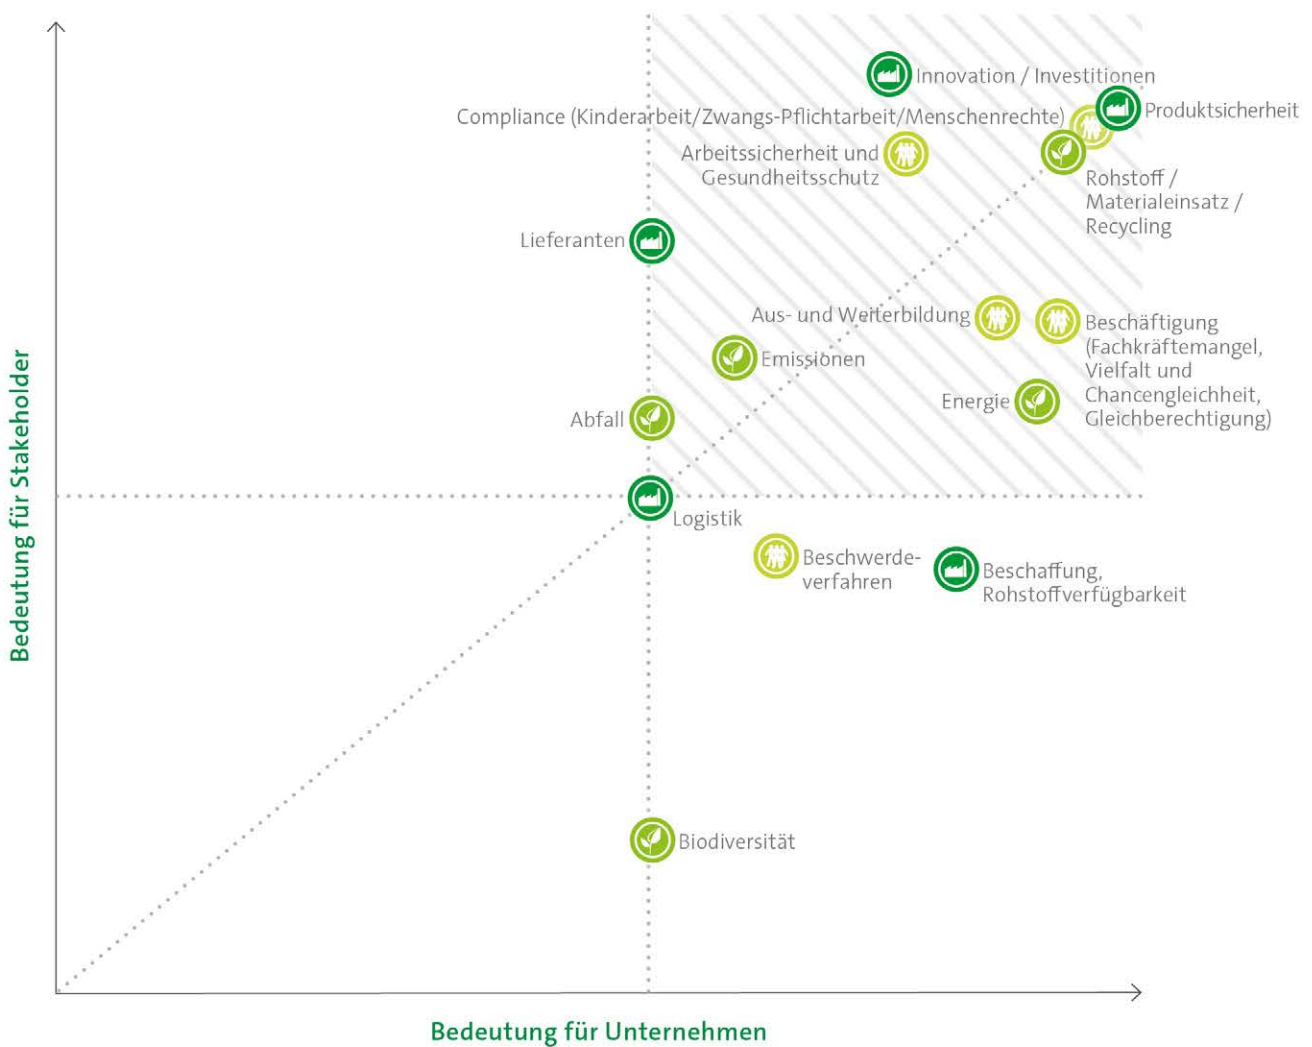 Innovation / Investitionen
Compliance (Kinderarbeit/Zwangs-Pflichtarbeit/Menschenrechte)
Produktsicherheit
Arbeitssicherheit und
Gesundheitsschutz
Rohstoff /
Materialeinsatz /
Recycling
Lieferanten
Aus- und Weiterbildung
Beschäftigung
(Fachkräftemangel,
Vielfalt und
Chancengleichheit,
Gleichberechtigung)
Emissionen
Energie
Abfall
Logistik
Beschwerde-
verfahren
Beschaffung,
Rohstoffverfügbarkeit
Biodiversität
Bedeutung für Stakeholder
Bedeutung für Unternehmen